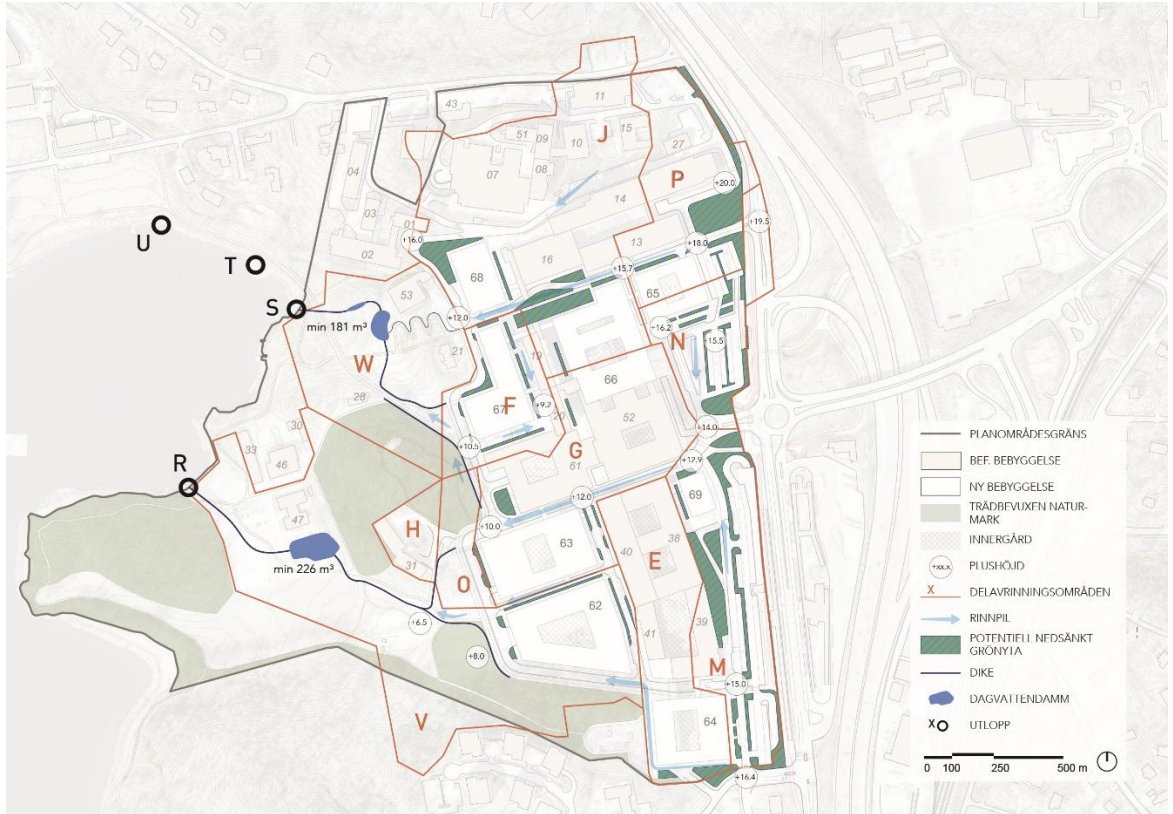 43
11
J
51
09
10
15
27
04
07
08
P
14
+20.0
03
01
+16.0
02
13
+18.0
+19.5
U
T
16
+15.7
68
S
min 181 m³
53
+12.0
65
+16.2
+15.5
W
21
19
N
66
28
67
F
+9.2
20
52
33
30
+10.5
G
+14.0
46
61
+12.9
R
+12.0
69
47
H
+10.0
E
40
38
63
31
O
min 226 m³
62
+6.5
41
39
+8.0
M
+15.0
V
64
+16.4
PLANOMRÅDESGRÄNS
BEF. BEBYGGELSE
NY BEBYGGELSE
TRÄDBEVUXEN NATUR-
MARK
INNERGÅRD
+xx.x PLUSHÖJD
X DELAVRINNINGSOMRÅDEN
RINNPIL
POTENTIELL NEDSÄNKT
GRÖNYTA
DIKE
DAGVATTENDAMM
X UTLOPP
0 100 250 500 m